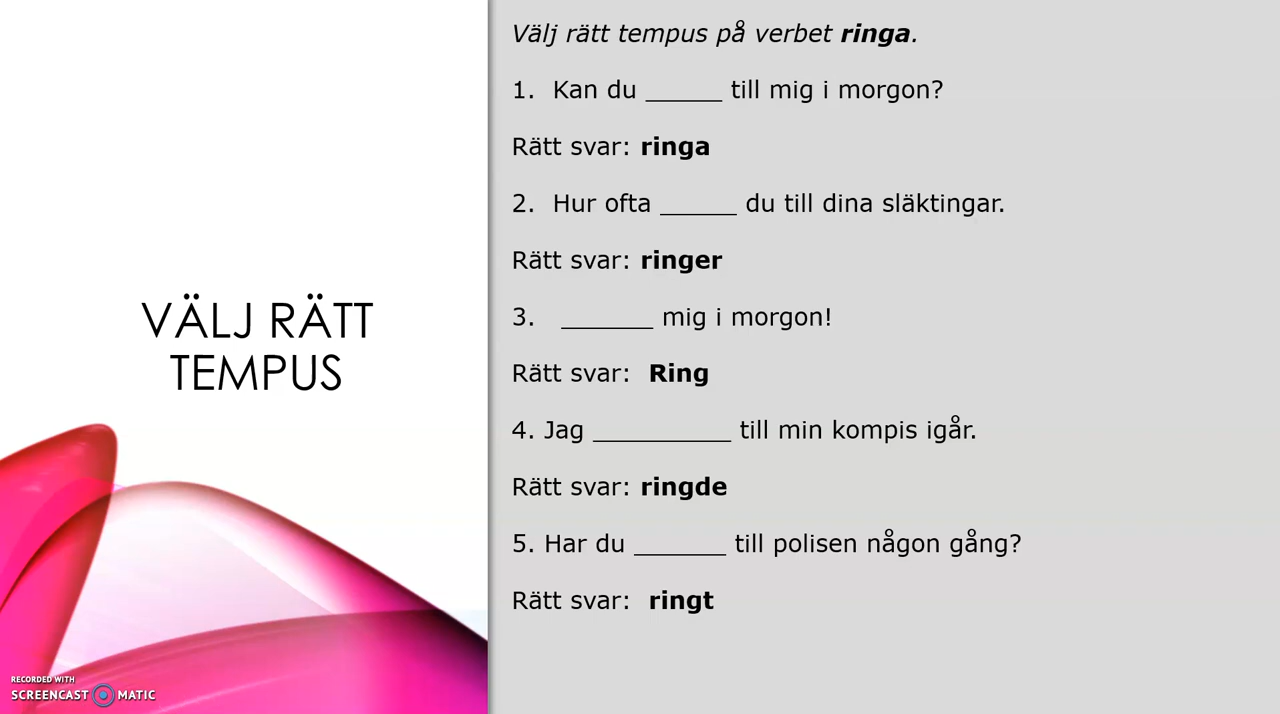 VÄLJ RÄTT
TEMPUS
Välj rätt tempus på verbet ringa.
1. Kan du ______ till mig i morgon?
Rätt svar: ringa
2. Hur ofta ______ du till dina släktingar.
Rätt svar: ringer
3. _______ mig i morgon!
Rätt svar: Ring
4. Jag __________ till min kompis igår.
Rätt svar: ringde
5. Har du _______ till polisen någon gång?
Rätt svar: ringt
RECORDED WITH
SCREENCAST MATIC